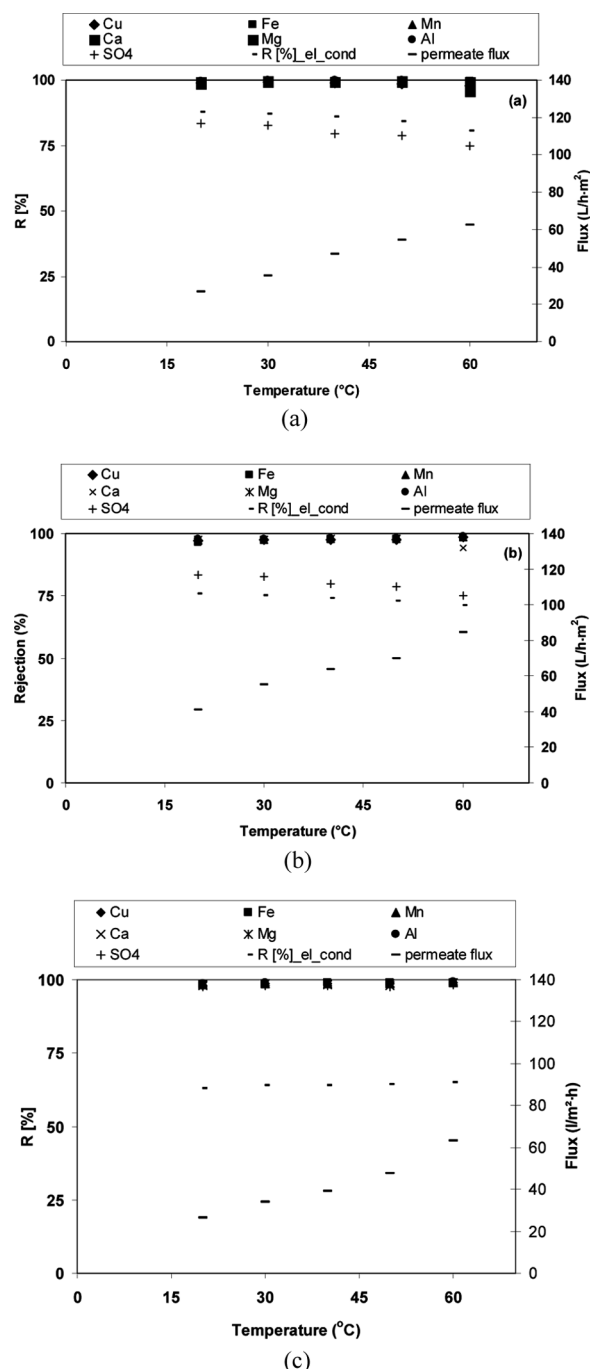 Cu Fe Mn
Ca Mg Al
SO4 R [%]_el_cond permeate flux
100 (a) 140
120
75 100
80
50
60
25 40
20
0 0
0 15 30 45 60
R [%]
Flux (L/h·m²)
Temperature (°C)
(a)
Cu Fe Mn
Ca Mg Al
SO4 R [%]_el_cond permeate flux
100 (b) 140
120
75 100
80
50
60
25 40
20
0 0
0 15 30 45 60
Rejection (%)
Flux (L/h·m²)
Temperature (°C)
(b)
Cu Fe Mn
Ca Mg Al
SO4 R [%]_el_cond permeate flux
100 140
120
75 100
80
50
60
25 40
20
0 0
0 15 30 45 60
R [%]
Flux (l/m²·h)
Temperature (°C)
(c)